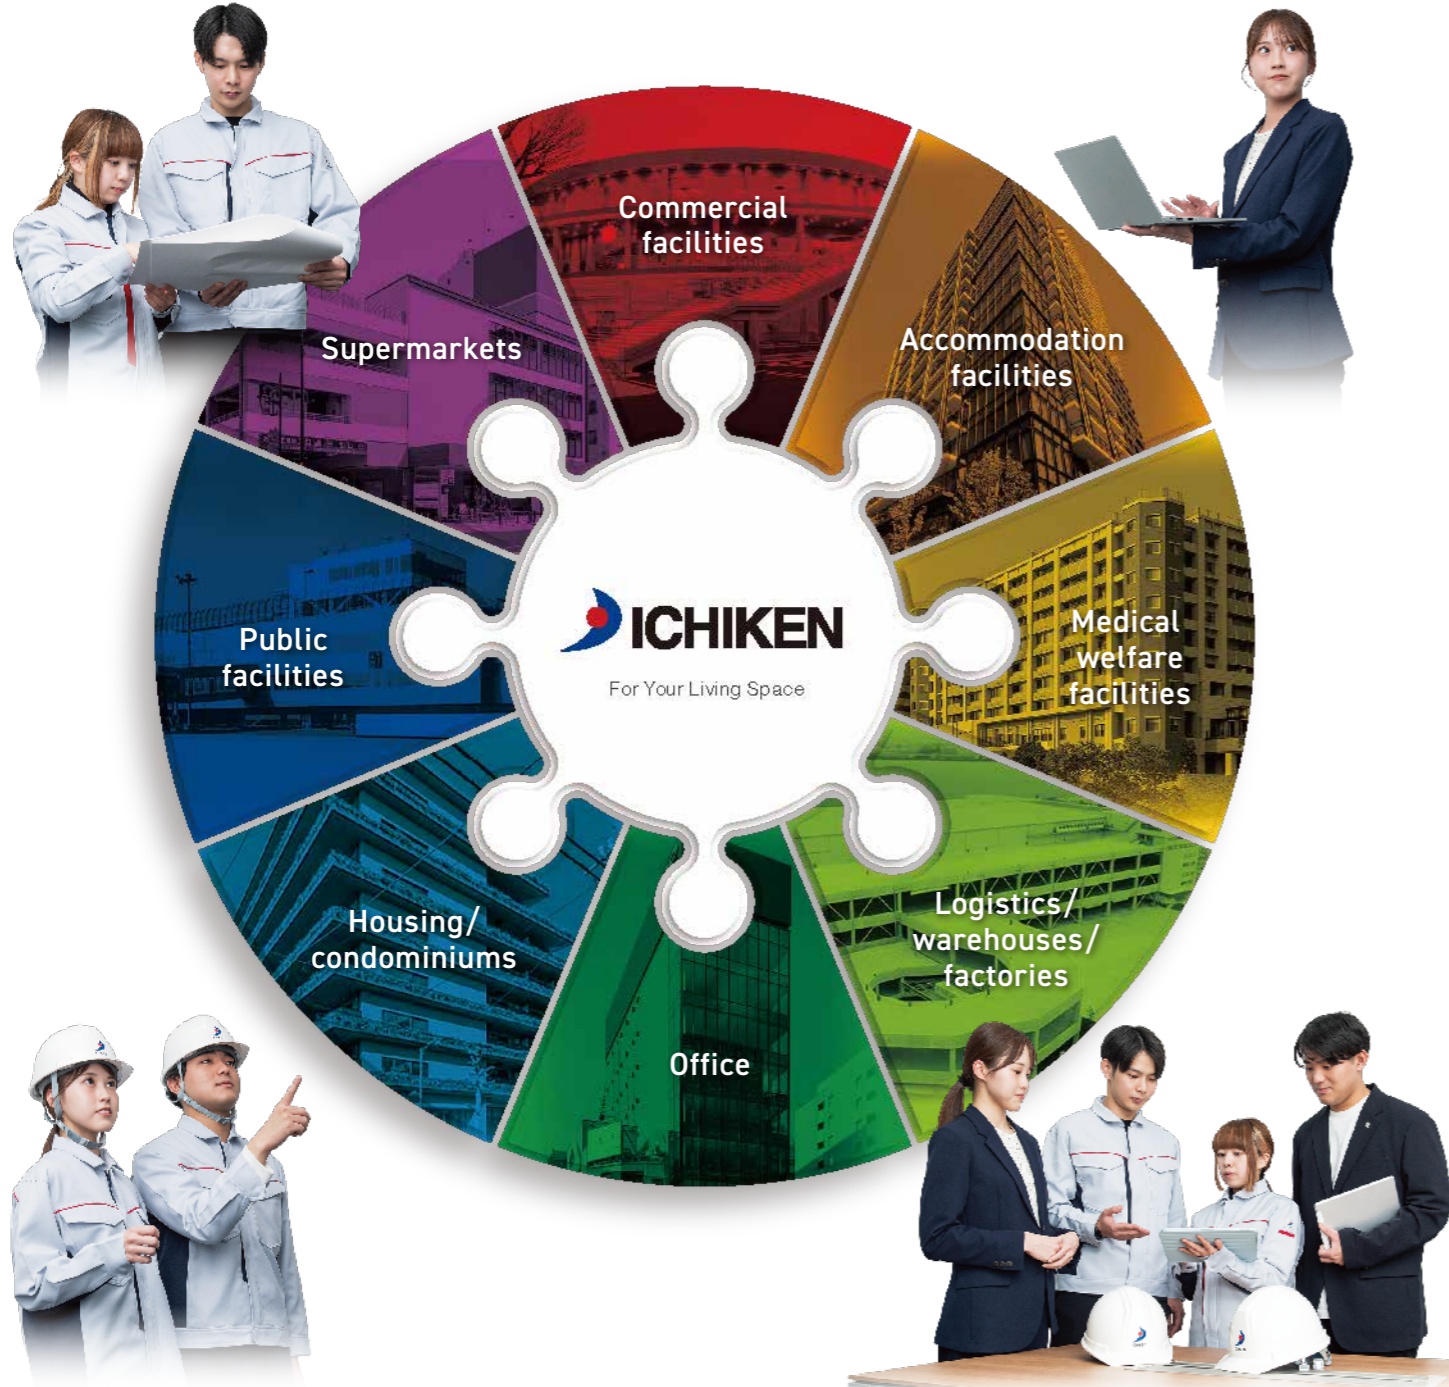 Commercial
facilities
Accommodation
facilities
Supermarkets
Medical
welfare
facilities
Public
facilities
ICHIKEN
For Your Living Space
Logistics/
warehouses/
factories
Housing/
condominiums
Office